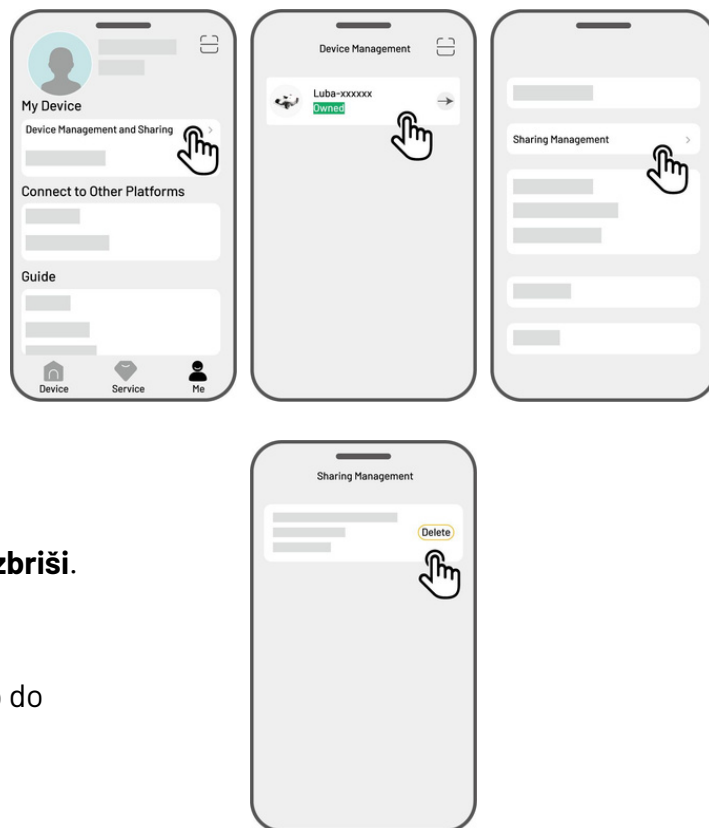 My Device
Device Management and Sharing
Connect to Other Platforms
Guide
Device
Service
Me
Device Management
Luba-xxxxxx
Owned
Sharing Management
Sharing Management
Delete
zbriši.
do